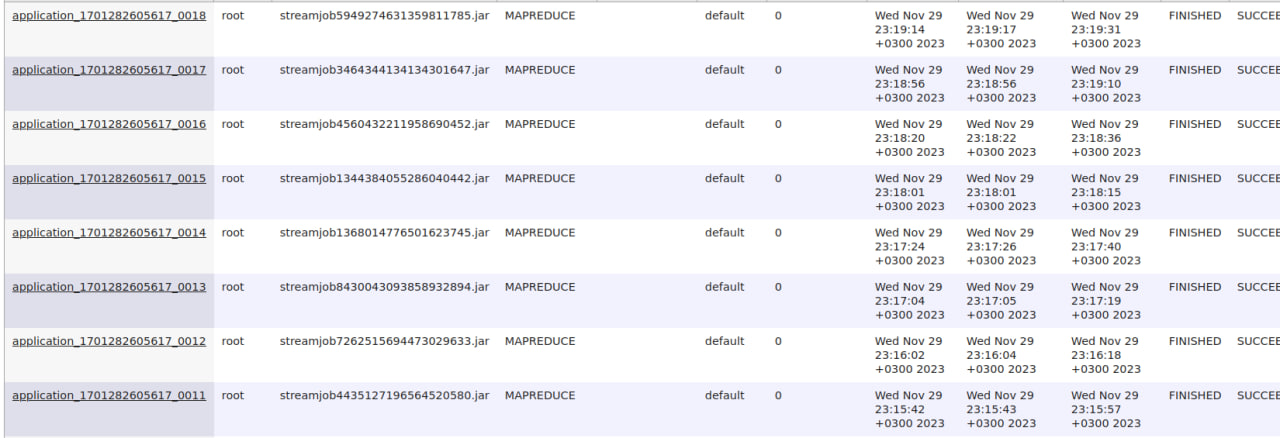 application_1701282605617_0018 root streamjob5949274631359811785.jar MAPREDUCE default 0 Wed Nov 29 Wed Nov 29 Wed Nov 29 FINISHED SUCCEE
23:19:14 23:19:17 23:19:31
+0300 2023 +0300 2023 +0300 2023
application_1701282605617_0017 root streamjob3464344134134301647.jar MAPREDUCE default 0 Wed Nov 29 Wed Nov 29 Wed Nov 29 FINISHED SUCCEE
23:18:56 23:18:56 23:19:10
+0300 2023 +0300 2023 +0300 2023
application_1701282605617_0016 root streamjob4560432211958690452.jar MAPREDUCE default 0 Wed Nov 29 Wed Nov 29 Wed Nov 29 FINISHED SUCCEE
23:18:20 23:18:22 23:18:36
+0300 2023 +0300 2023 +0300 2023
application_1701282605617_0015 root streamjob1344384055286040442.jar MAPREDUCE default 0 Wed Nov 29 Wed Nov 29 Wed Nov 29 FINISHED SUCCEE
23:18:01 23:18:01 23:18:15
+0300 2023 +0300 2023 +0300 2023
application_1701282605617_0014 root streamjob1368014776501623745.jar MAPREDUCE default 0 Wed Nov 29 Wed Nov 29 Wed Nov 29 FINISHED SUCCEE
23:17:24 23:17:26 23:17:40
+0300 2023 +0300 2023 +0300 2023
application_1701282605617_0013 root streamjob8430043093858932894.jar MAPREDUCE default 0 Wed Nov 29 Wed Nov 29 Wed Nov 29 FINISHED SUCCEE
23:17:04 23:17:05 23:17:19
+0300 2023 +0300 2023 +0300 2023
application_1701282605617_0012 root streamjob7262515694473029633.jar MAPREDUCE default 0 Wed Nov 29 Wed Nov 29 Wed Nov 29 FINISHED SUCCEE
23:16:02 23:16:04 23:16:18
+0300 2023 +0300 2023 +0300 2023
application_1701282605617_0011 root streamjob4435127196564520580.jar MAPREDUCE default 0 Wed Nov 29 Wed Nov 29 Wed Nov 29 FINISHED SUCCEE
23:15:42 23:15:43 23:15:57
+0300 2023 +0300 2023 +0300 2023